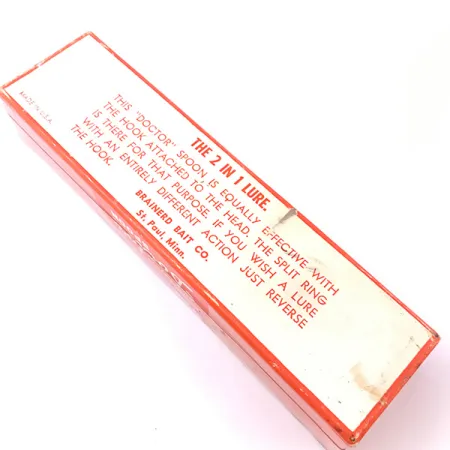 THE 2 IN 1 LURE.
THIS "DOCTOR" SPOON IS EQUALLY EFFECTIVE WITH
THE HOOK ATTACHED TO THE HEAD. THE SPLIT RING
IS THERE FOR THAT PURPOSE. IF YOU WISH A LURE
WITH AN ENTIRELY DIFFERENT ACTION JUST REVERSE
THE HOOK.
BRAINERD BAIT CO.
St. Paul, Minn.
MADE IN U.S.A.